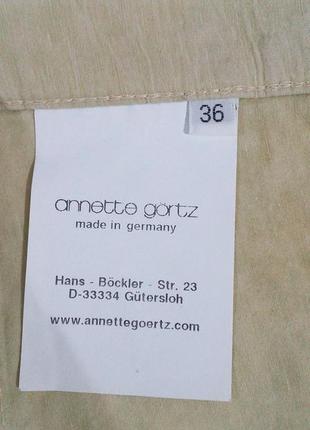 36
annette görtz
made in germany
Hans - Böckler - Str. 23
D-33334 Gütersloh
www.annettegoertz.com